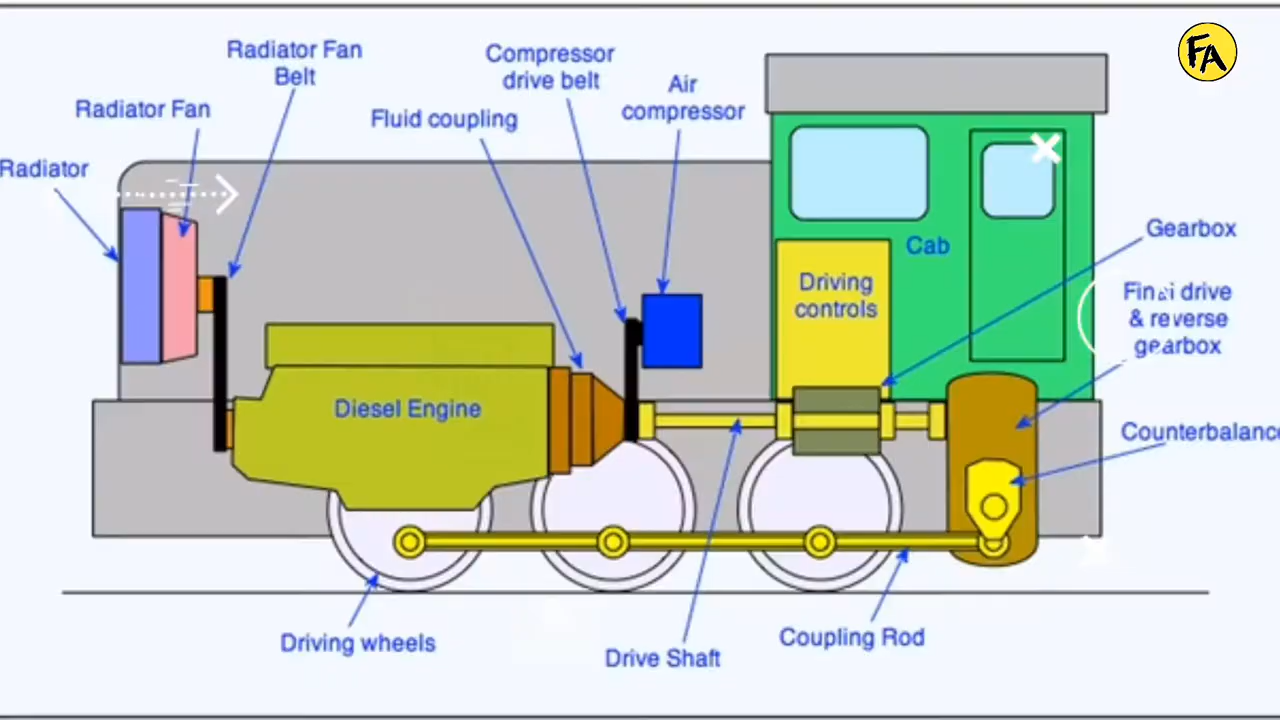 FA
Radiator Fan
Belt
Compressor
drive belt
Air
compressor
Radiator Fan
Fluid coupling
Radiator
Gearbox
Cab
Driving
controls
Final drive
& reverse
gearbox
Diesel Engine
Counterbalanc
Driving wheels
Drive Shaft
Coupling Rod